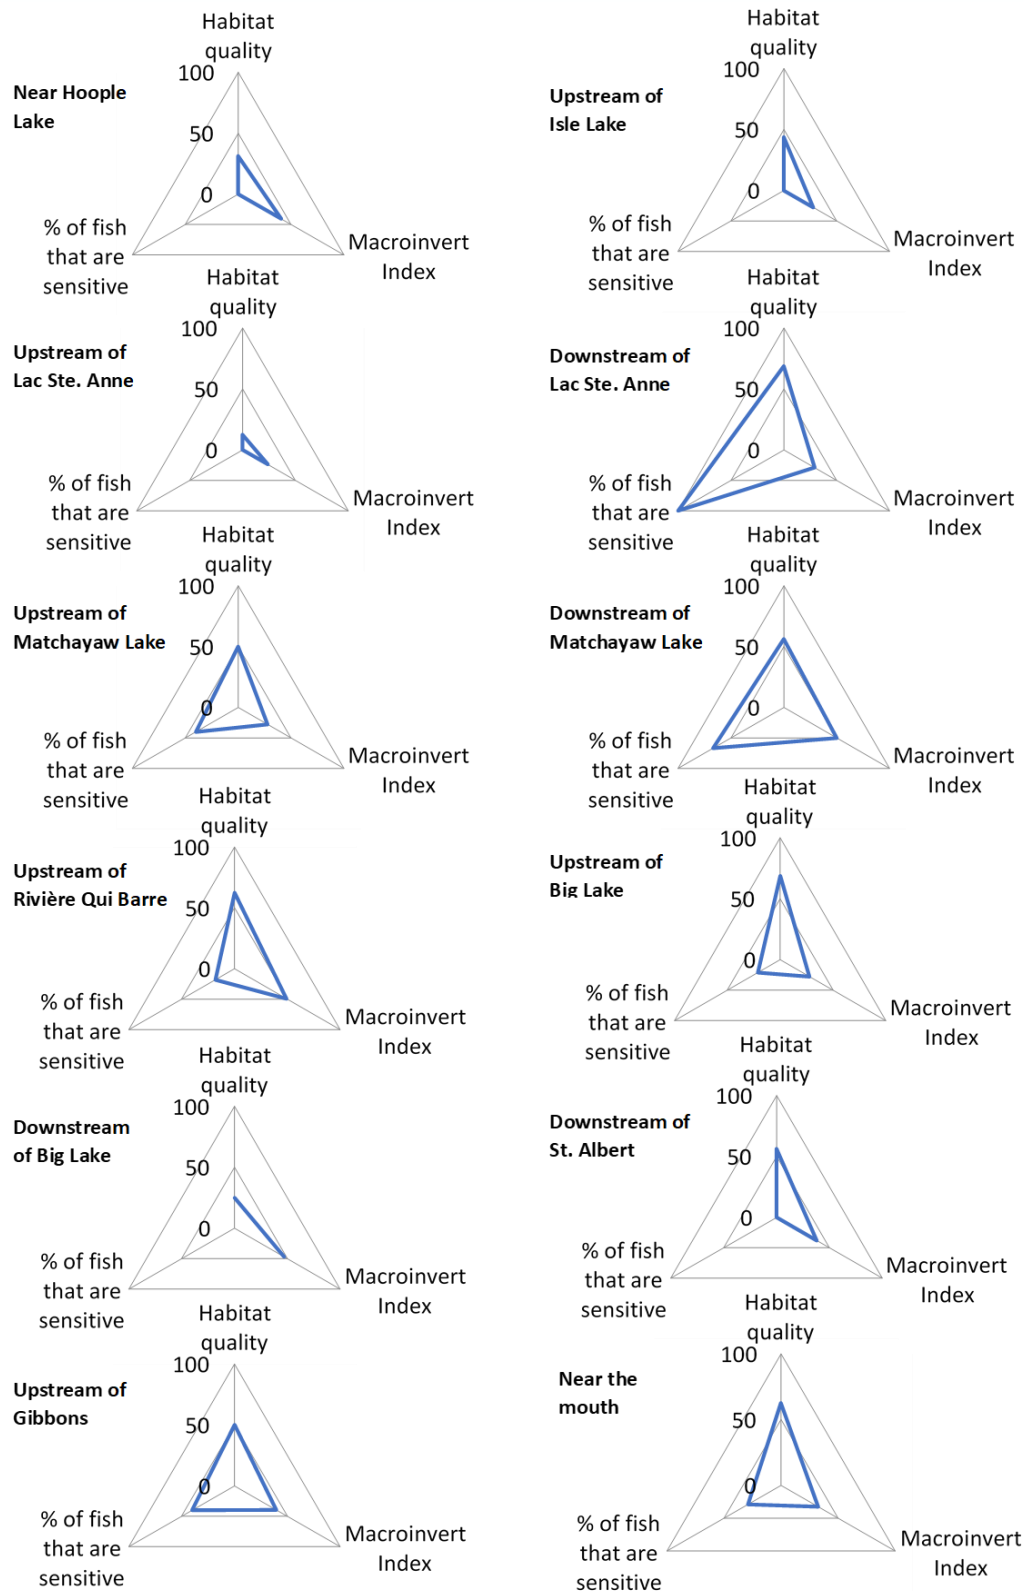 Habitat
quality
100
Near Hoople
Lake
50
0
% of fish
that are
sensitive
Macroinvert
Index
100
Upstream of
Isle Lake
50
0
% of fish
that are
sensitive
Macroinvert
Index
Habitat
quality
100
Upstream of
Lac Ste. Anne
50
0
% of fish
that are
sensitive
Macroinvert
Index
Habitat
quality
100
Downstream of
Lac Ste. Anne
50
0
% of fish
that are
sensitive
Macroinvert
Index
Habitat
quality
100
Upstream of
Matchayaw Lake
50
0
% of fish
that are
sensitive
Macroinvert
Index
Habitat
quality
100
Downstream of
Matchayaw Lake
50
0
% of fish
that are
sensitive
Macroinvert
Index
Habitat
quality
100
Upstream of
Rivière Qui Barre
50
0
% of fish
that are
sensitive
Macroinvert
Index
Habitat
quality
100
Upstream of
Big Lake
50
0
% of fish
that are
sensitive
Macroinvert
Index
Habitat
quality
100
Downstream
of Big Lake
50
0
% of fish
that are
sensitive
Macroinvert
Index
Habitat
quality
100
Downstream of
St. Albert
50
0
% of fish
that are
sensitive
Macroinvert
Index
Habitat
quality
100
Upstream of
Gibbons
50
0
% of fish
that are
sensitive
Macroinvert
Index
Habitat
quality
100
Near the
mouth
50
0
% of fish
that are
sensitive
Macroinvert
Index